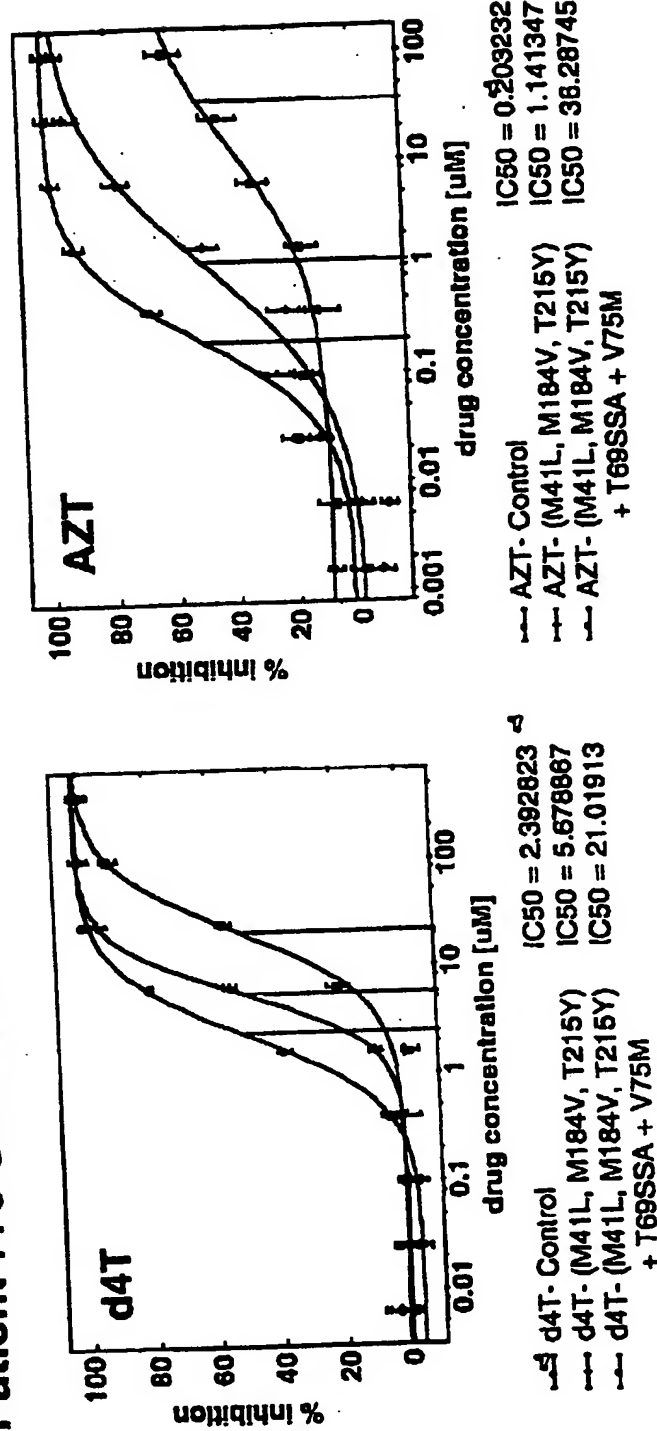 d4T
% inhibition
100
80
60
40
20
0
0.01
0.1
1
10
100
drug concentration [uM]
d4T- Control IC50 = 2.392823
d4T- (M41L, M184V, T215Y) IC50 = 5.678867
d4T- (M41L, M184V, T215Y) IC50 = 21.01913
+ T69SSA + V75M
AZT
% inhibition
100
80
60
40
20
0
0.001
0.01
0.1
1
10
100
drug concentration [uM]
AZT- Control IC50 = 0.203232
AZT- (M41L, M184V, T215Y) IC50 = 1.141347
AZT- (M41L, M184V, T215Y) IC50 = 36.28745
+ T69SSA + V75M